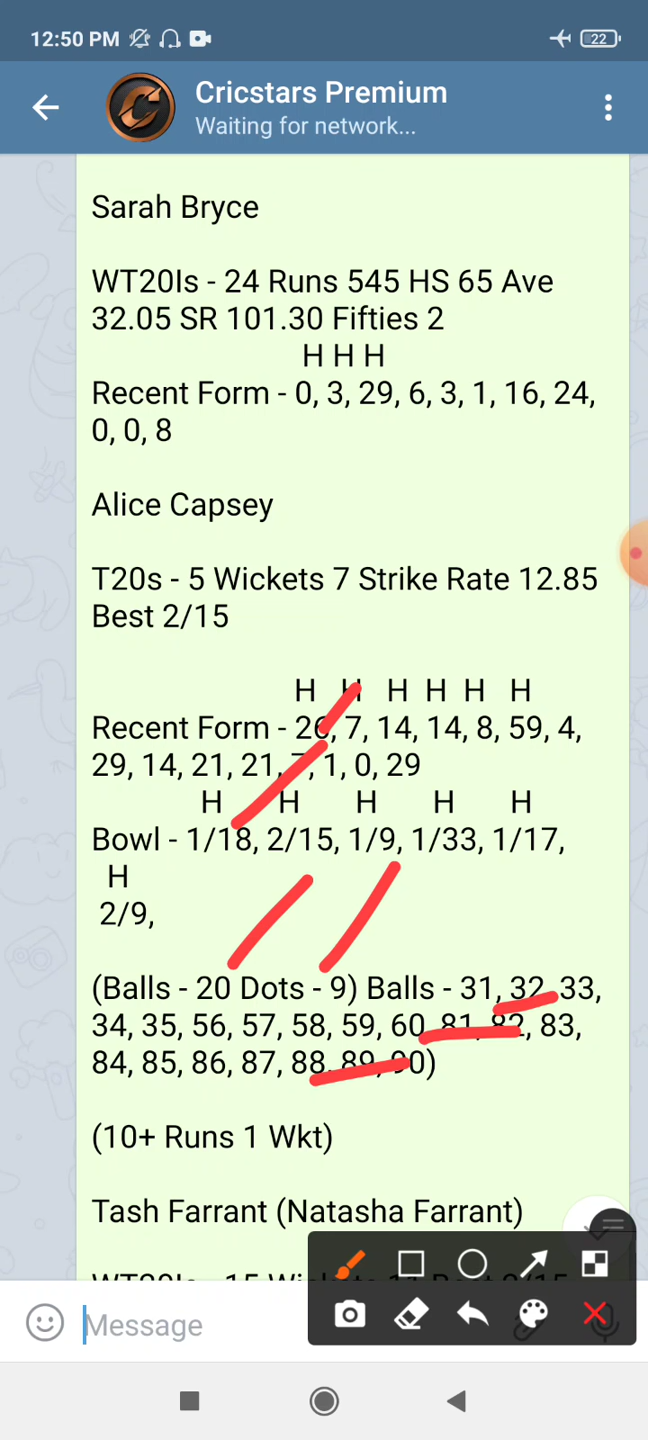 12:50 PM
22
Cricstars Premium
Waiting for network...
Sarah Bryce
WT20Is - 24 Runs 545 HS 65 Ave
32.05 SR 101.30 Fifties 2
H H H
Recent Form - 0, 3, 29, 6, 3, 1, 16, 24,
0, 0, 8
Alice Capsey
T20s - 5 Wickets 7 Strike Rate 12.85
Best 2/15
H H H H H H
Recent Form - 26, 7, 14, 14, 8, 59, 4,
29, 14, 21, 21, 7, 1, 0, 29
H H H H H
Bowl - 1/18, 2/15, 1/9, 1/33, 1/17,
H
2/9,
(Balls - 20 Dots - 9) Balls - 31, 32, 33,
34, 35, 56, 57, 58, 59, 60, 81, 82, 83,
84, 85, 86, 87, 88, 89, 90)
(10+ Runs 1 Wkt)
Tash Farrant (Natasha Farrant)
Message